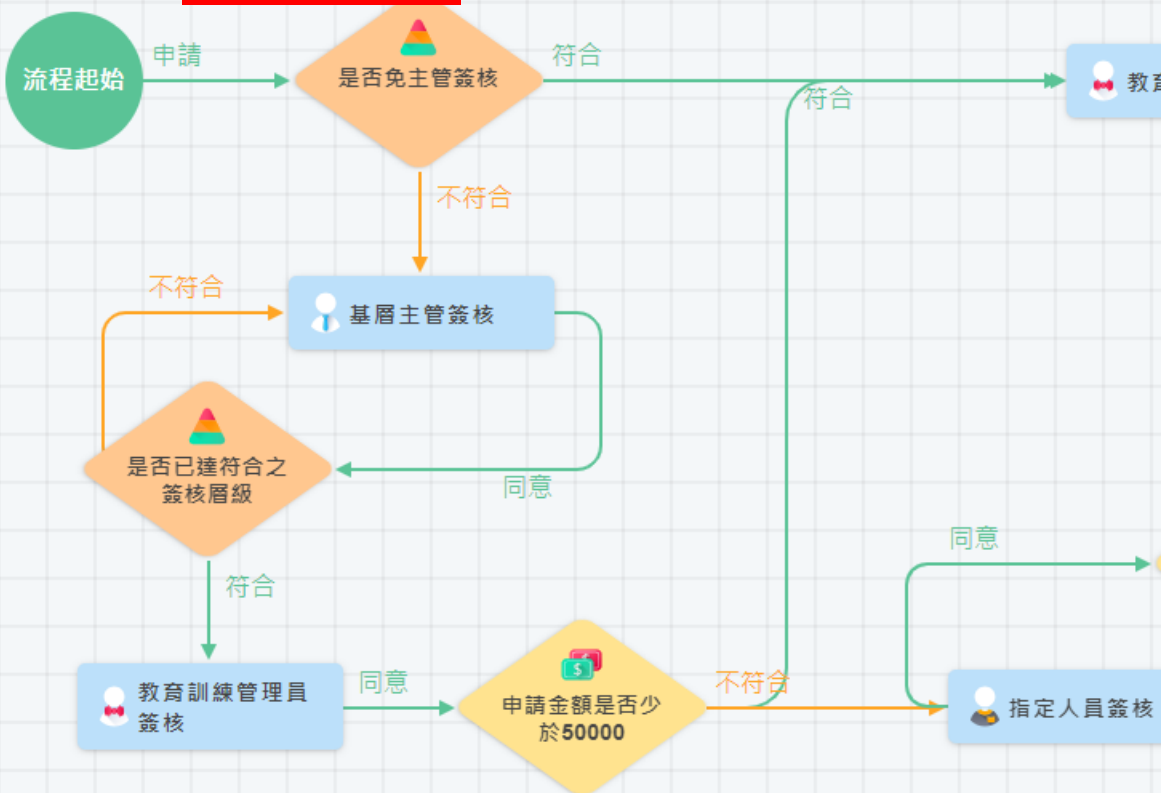 申請
符合
流程起始
是否免主管簽核
教育
符合
不符合
不符合
基層主管簽核
是否已達符合之
簽核層級
同意
同意
符合
教育訓練管理員
簽核
同意
申請金額是否少
於50000
不符合
指定人員簽核